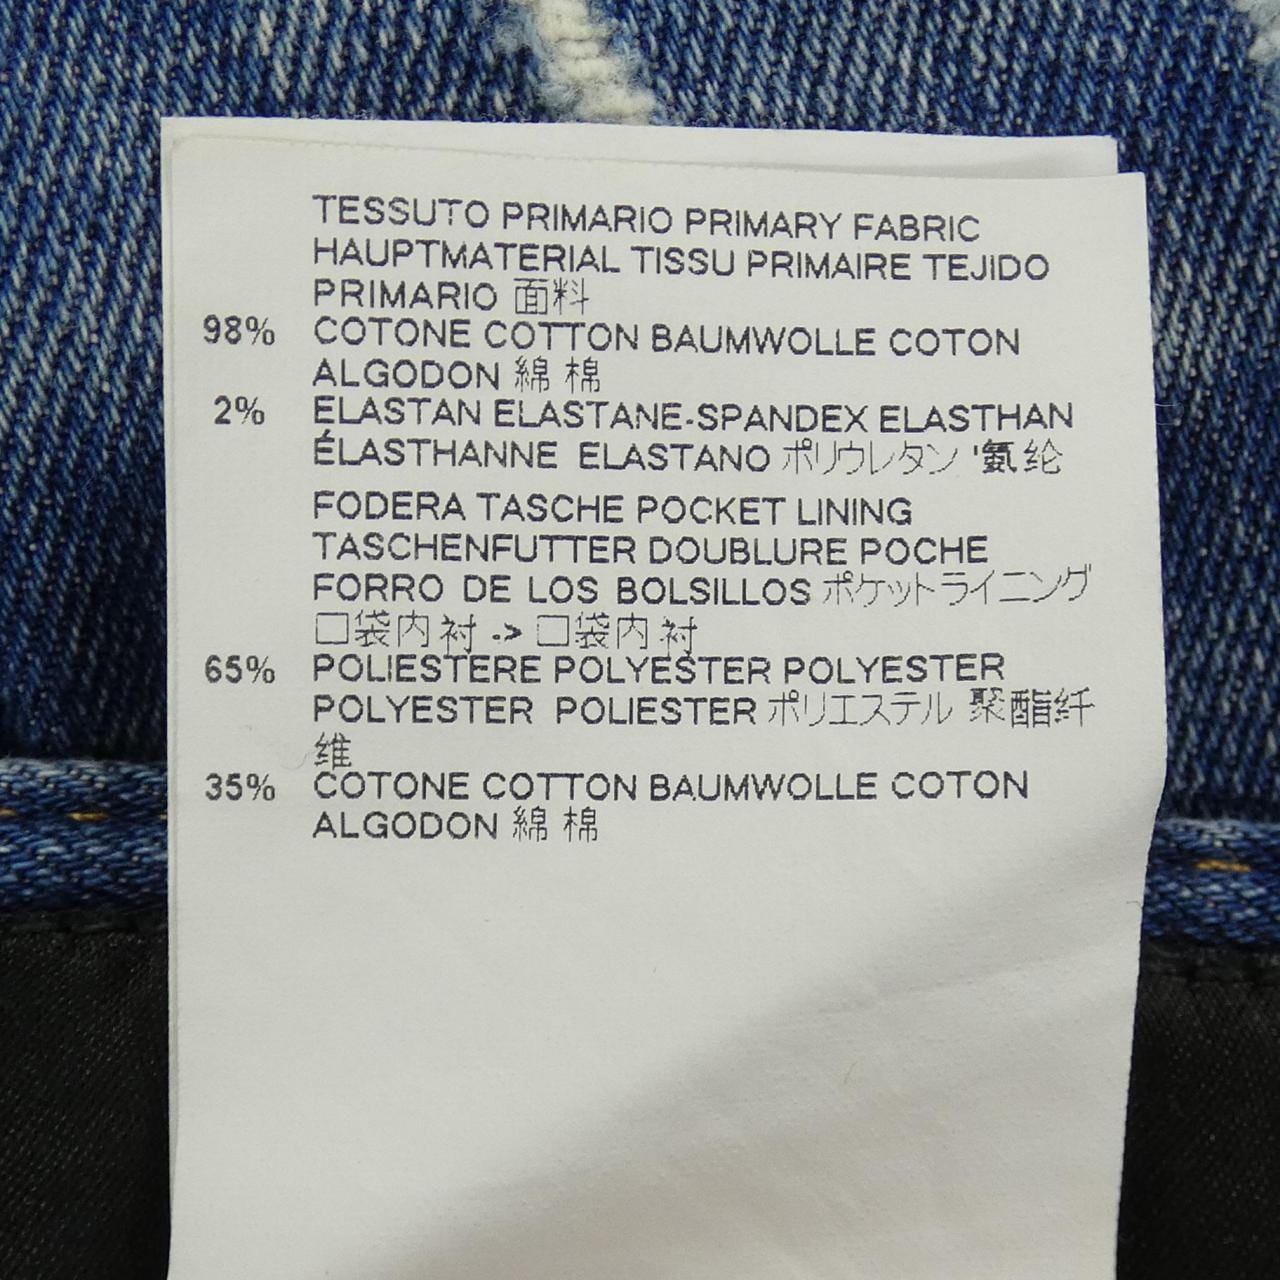 TESSUTO PRIMARIO PRIMARY FABRIC
HAUPTMATERIAL TISSU PRIMAIRE TEJIDO
PRIMARIO 面料
98% COTONE COTTON BAUMWOLLE COTON
ALGODON 綿 棉
2% ELASTAN ELASTANE-SPANDEX ELASTHAN
ÉLASTHANNE ELASTANO ポリウレタン '氨纶
FODERA TASCHE POCKET LINING
TASCHENFUTTER DOUBLURE POCHE
FORRO DE LOS BOLSILLOS ポケットライニング
口袋内衬 -> 口袋内衬
65% POLIESTERE POLYESTER POLYESTER
POLYESTER POLIESTER ポリエステル 聚酯纤
维
35% COTONE COTTON BAUMWOLLE COTON
ALGODON 綿 棉